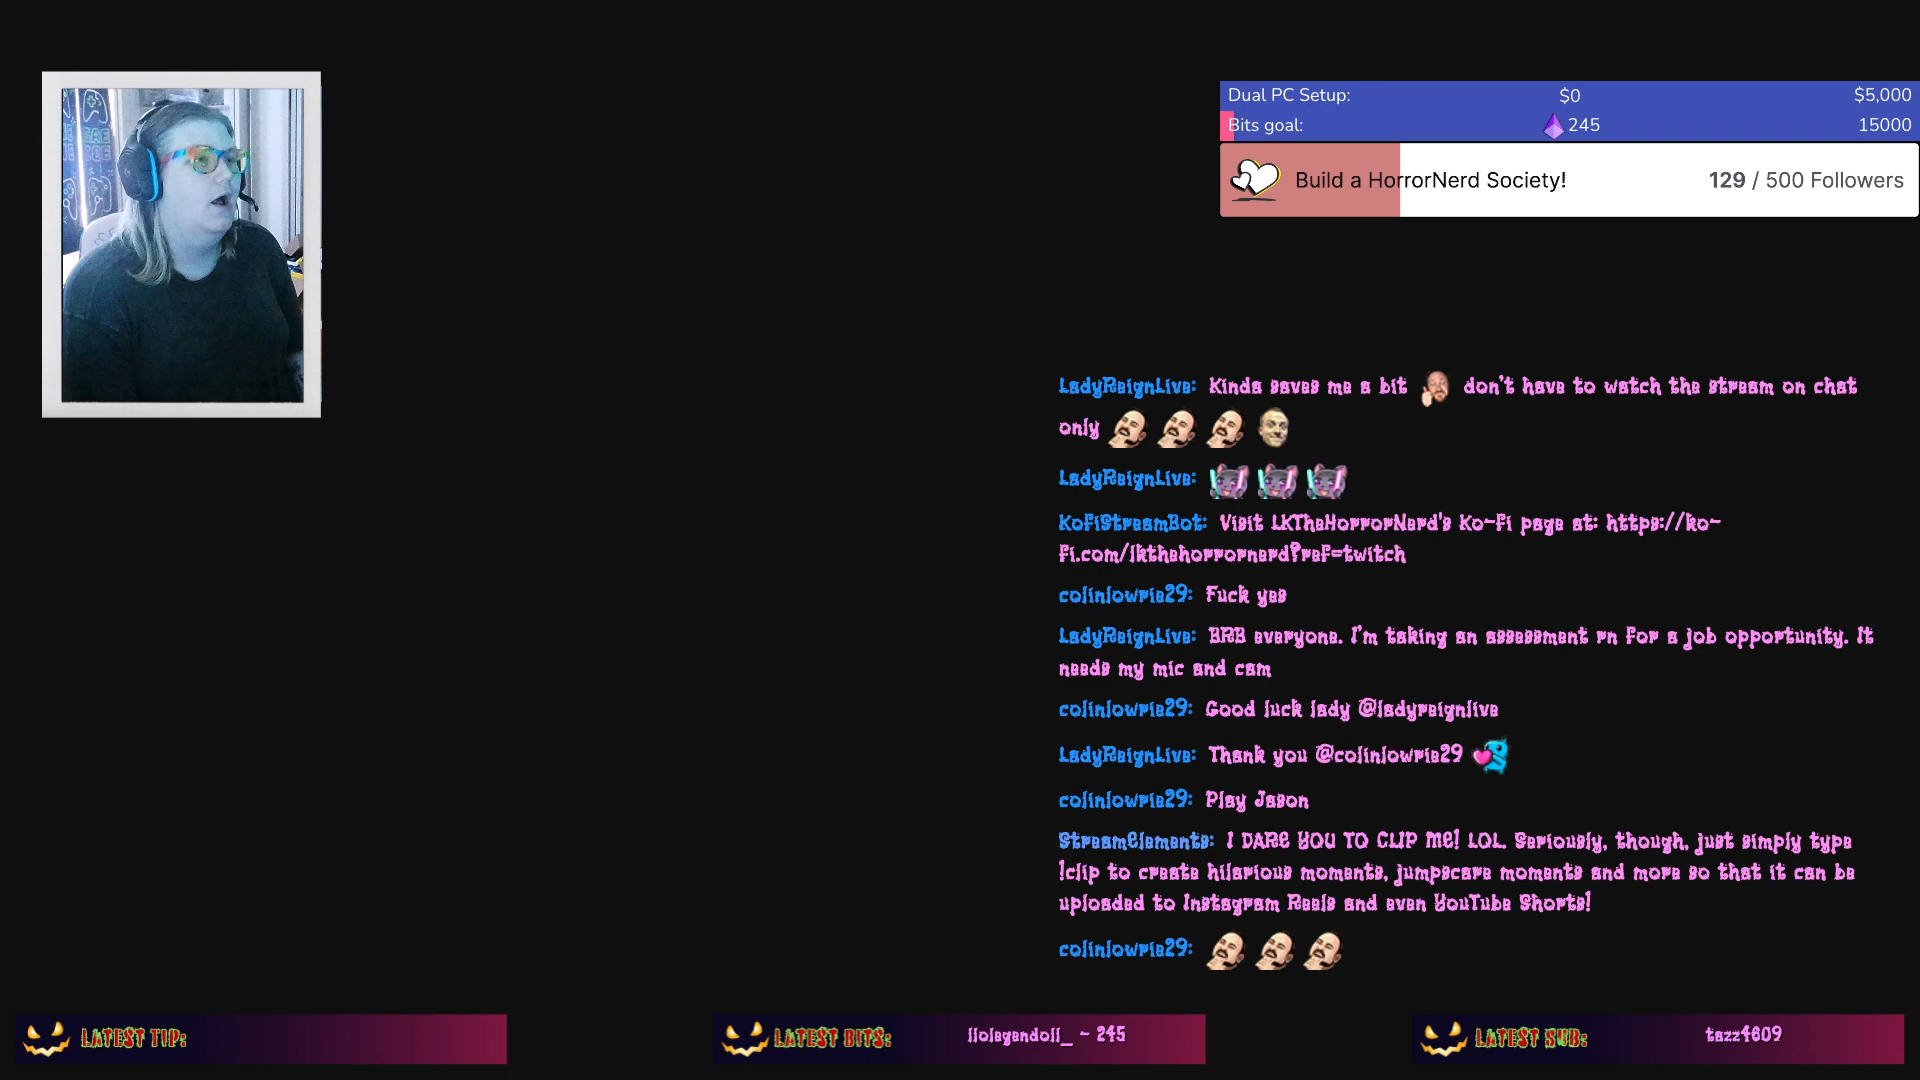 Dual PC Setup: $0 $5,000
Bits goal: 245 15000
Build a HorrorNerd Society! 129 / 500 Followers
LadyReignLive: Kinda saves me a bit don't have to watch the stream on chat
only
LadyReignLive:
KofiStreamBot: Visit LKTheHorrorNerd's Ko-fi page at: https://ko-
fi.com/lkthehorrornerd?ref=twitch
colinlowrie29: Fuck yes
LadyReignLive: BRB everyone. I'm taking an assessment rn for a job opportunity. It
needs my mic and cam
colinlowrie29: Good luck lady @ladyreignlive
LadyReignLive: Thank you @colinlowrie29
colinlowrie29: Play Jason
StreamElements: I DARE YOU TO CLIP ME! LOL. Seriously, though, just simply type
!clip to create hilarious moments, jumpscare moments and more so that it can be
uploaded to Instagram Reels and even YouTube Shorts!
colinlowrie29:
LATEST TIP:
LATEST BITS: llolegendoll_ - 245
LATEST SUB: tazz4609